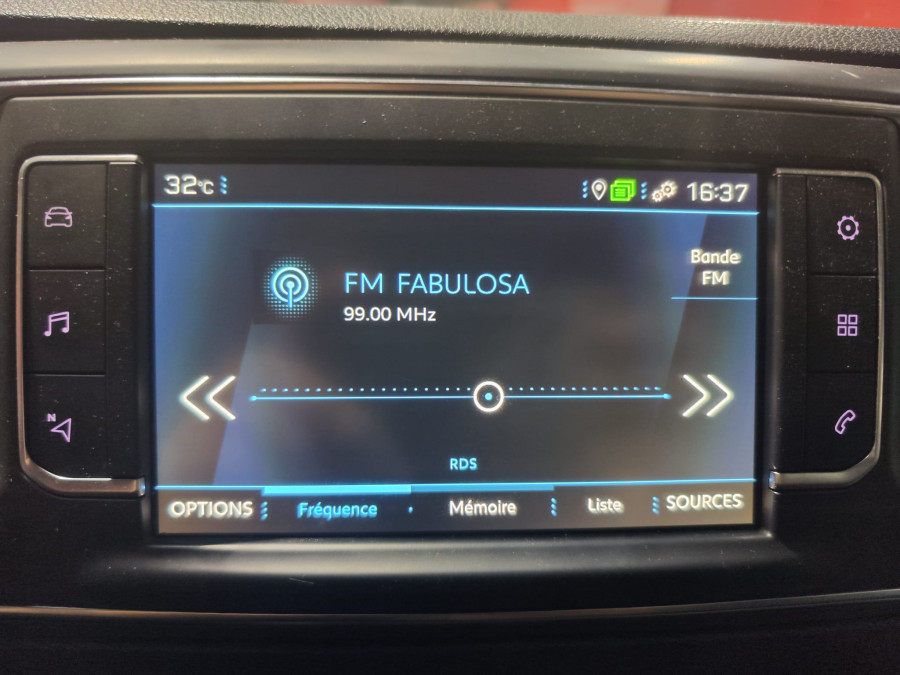 32°C
16:37
Bande
FM
FM FABULOSA
99.00 MHz
N
RDS
OPTIONS Fréquence Mémoire Liste SOURCES